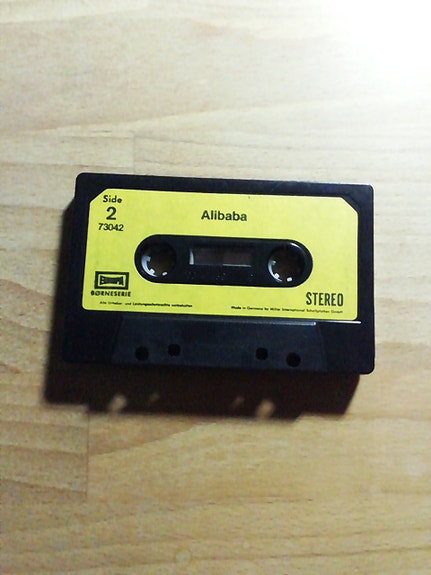 Side
2
73042
Alibaba
EUROPA
BØRNESERIE
STEREO
Alle Urheber- und Leistungsschutzrechte vorbehalten
Made in Germany by Miller International Schallplatten GmbH